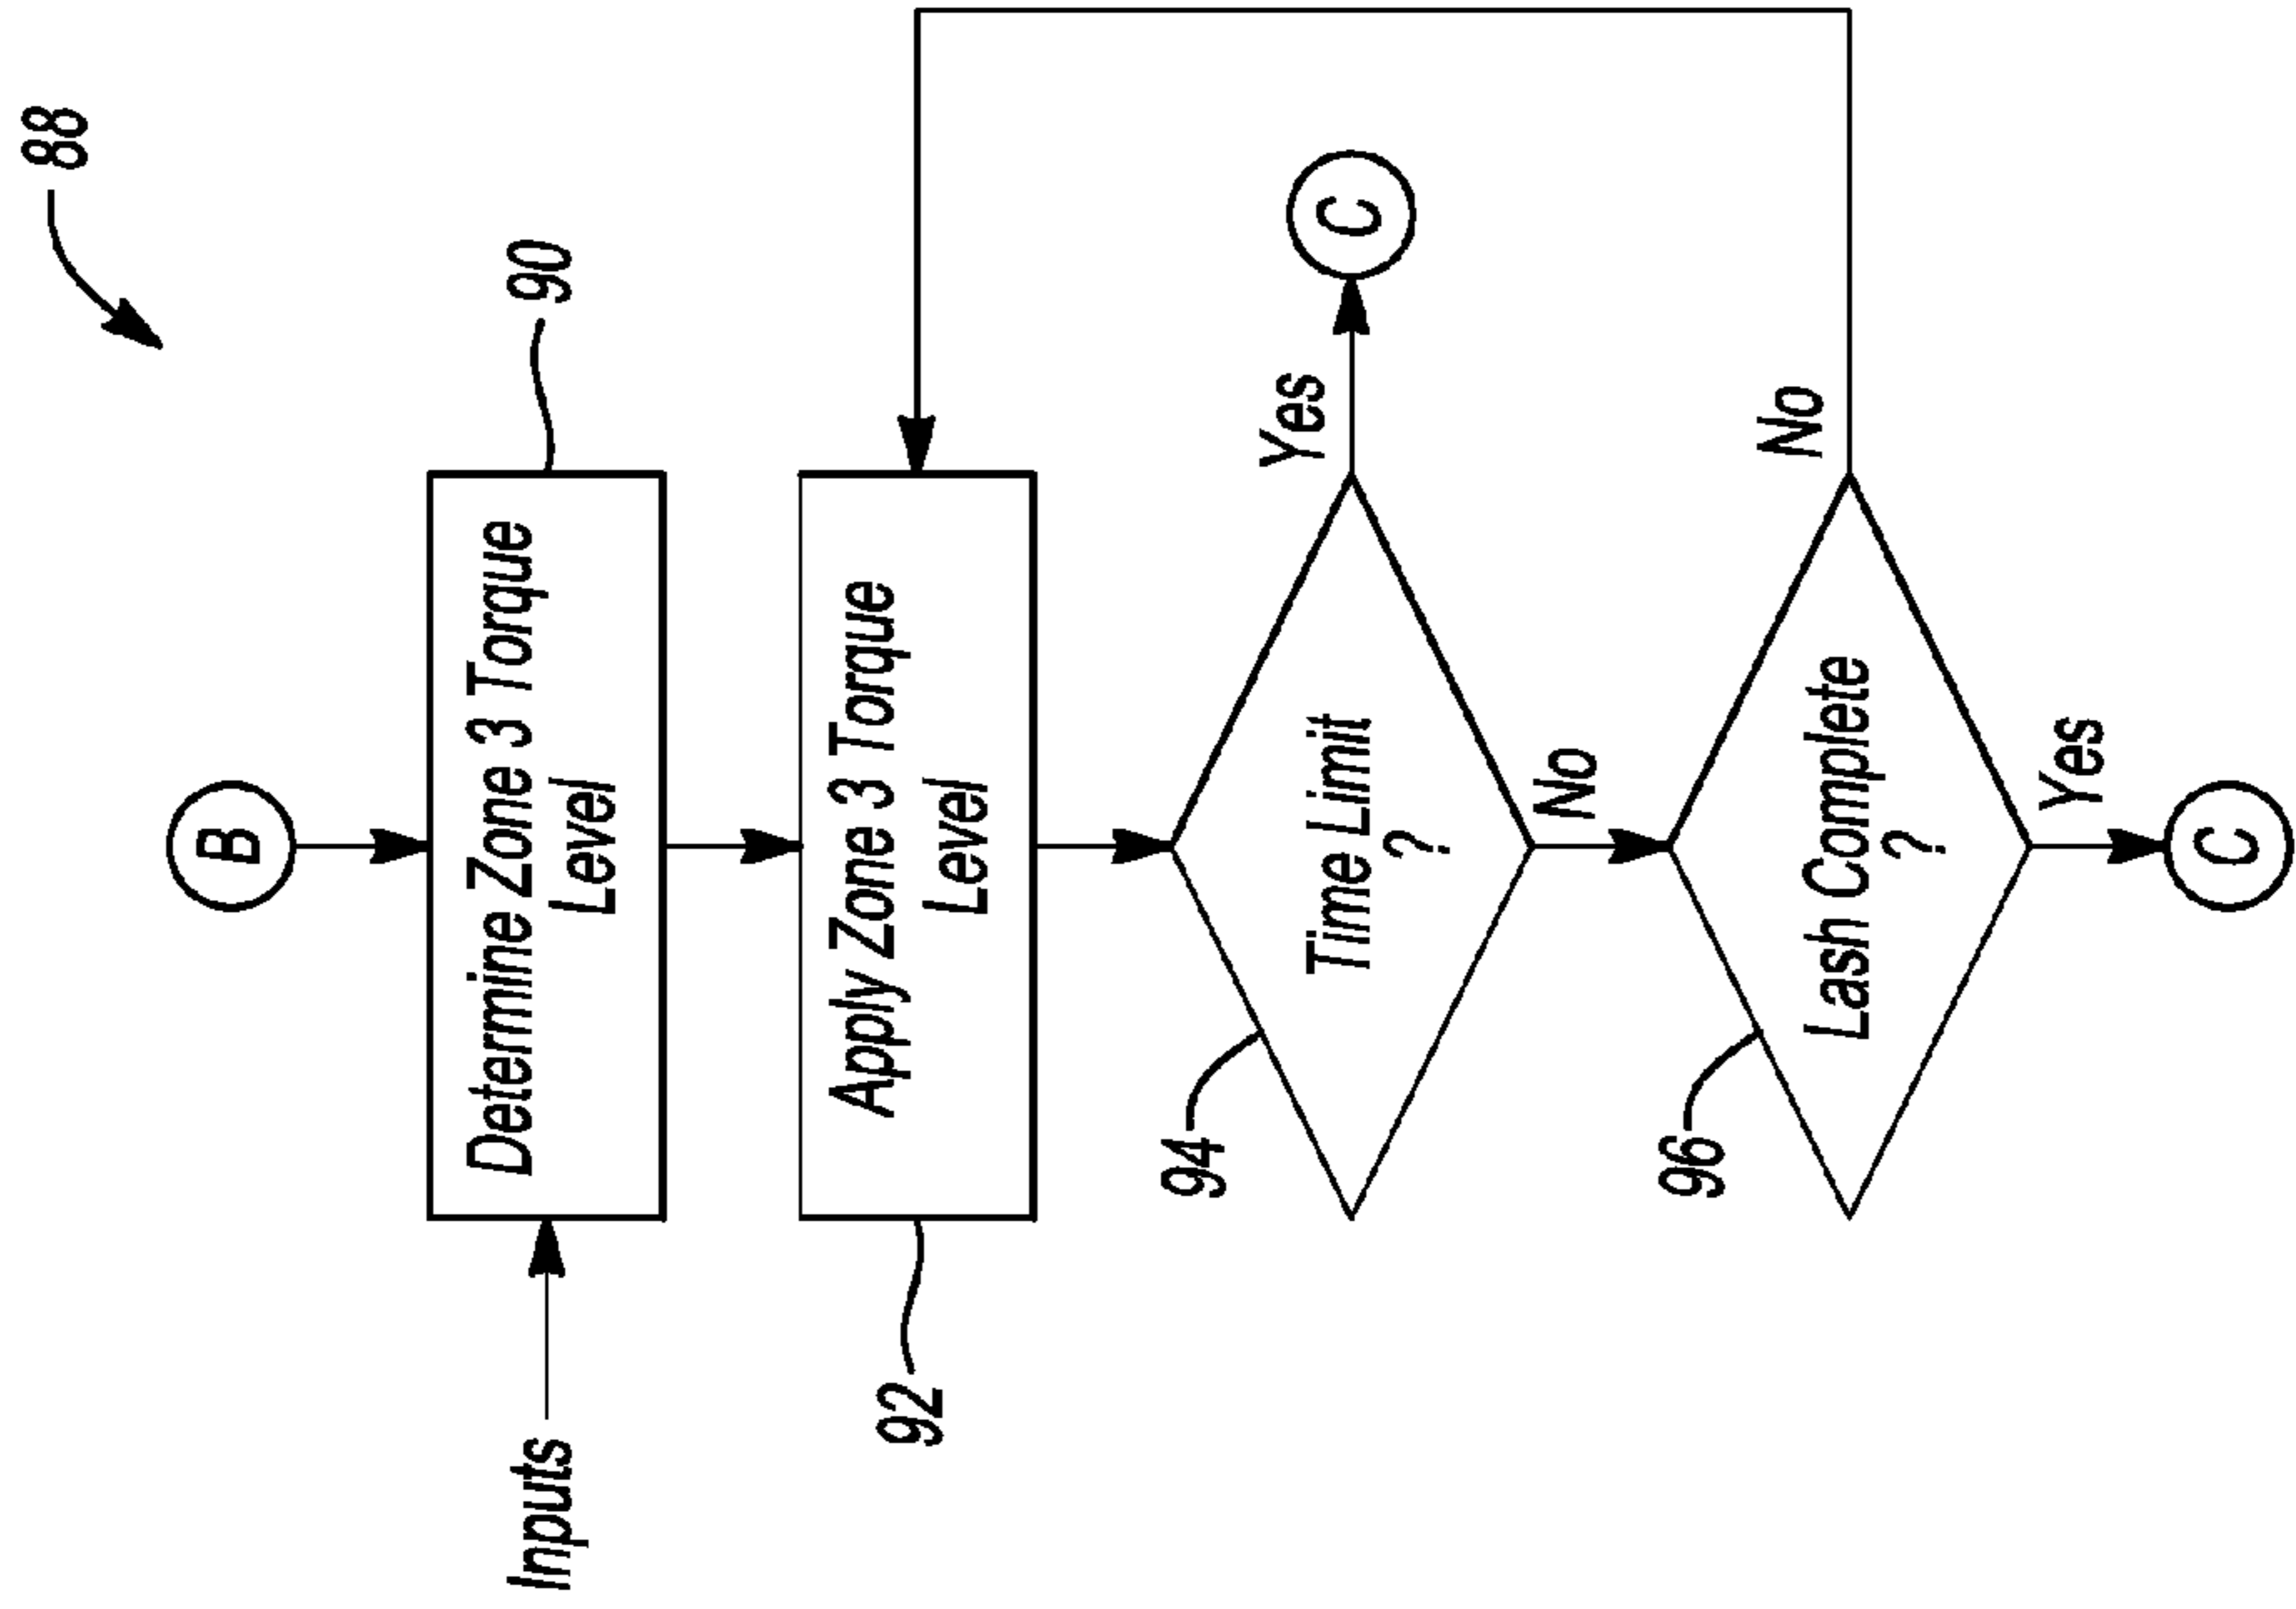 88
B
Inputs
Determine Zone 3 Torque
Level
90
92
Apply Zone 3 Torque
Level
94
Time Limit
?
Yes
C
No
96
Lash Complete
?
No
Yes
C